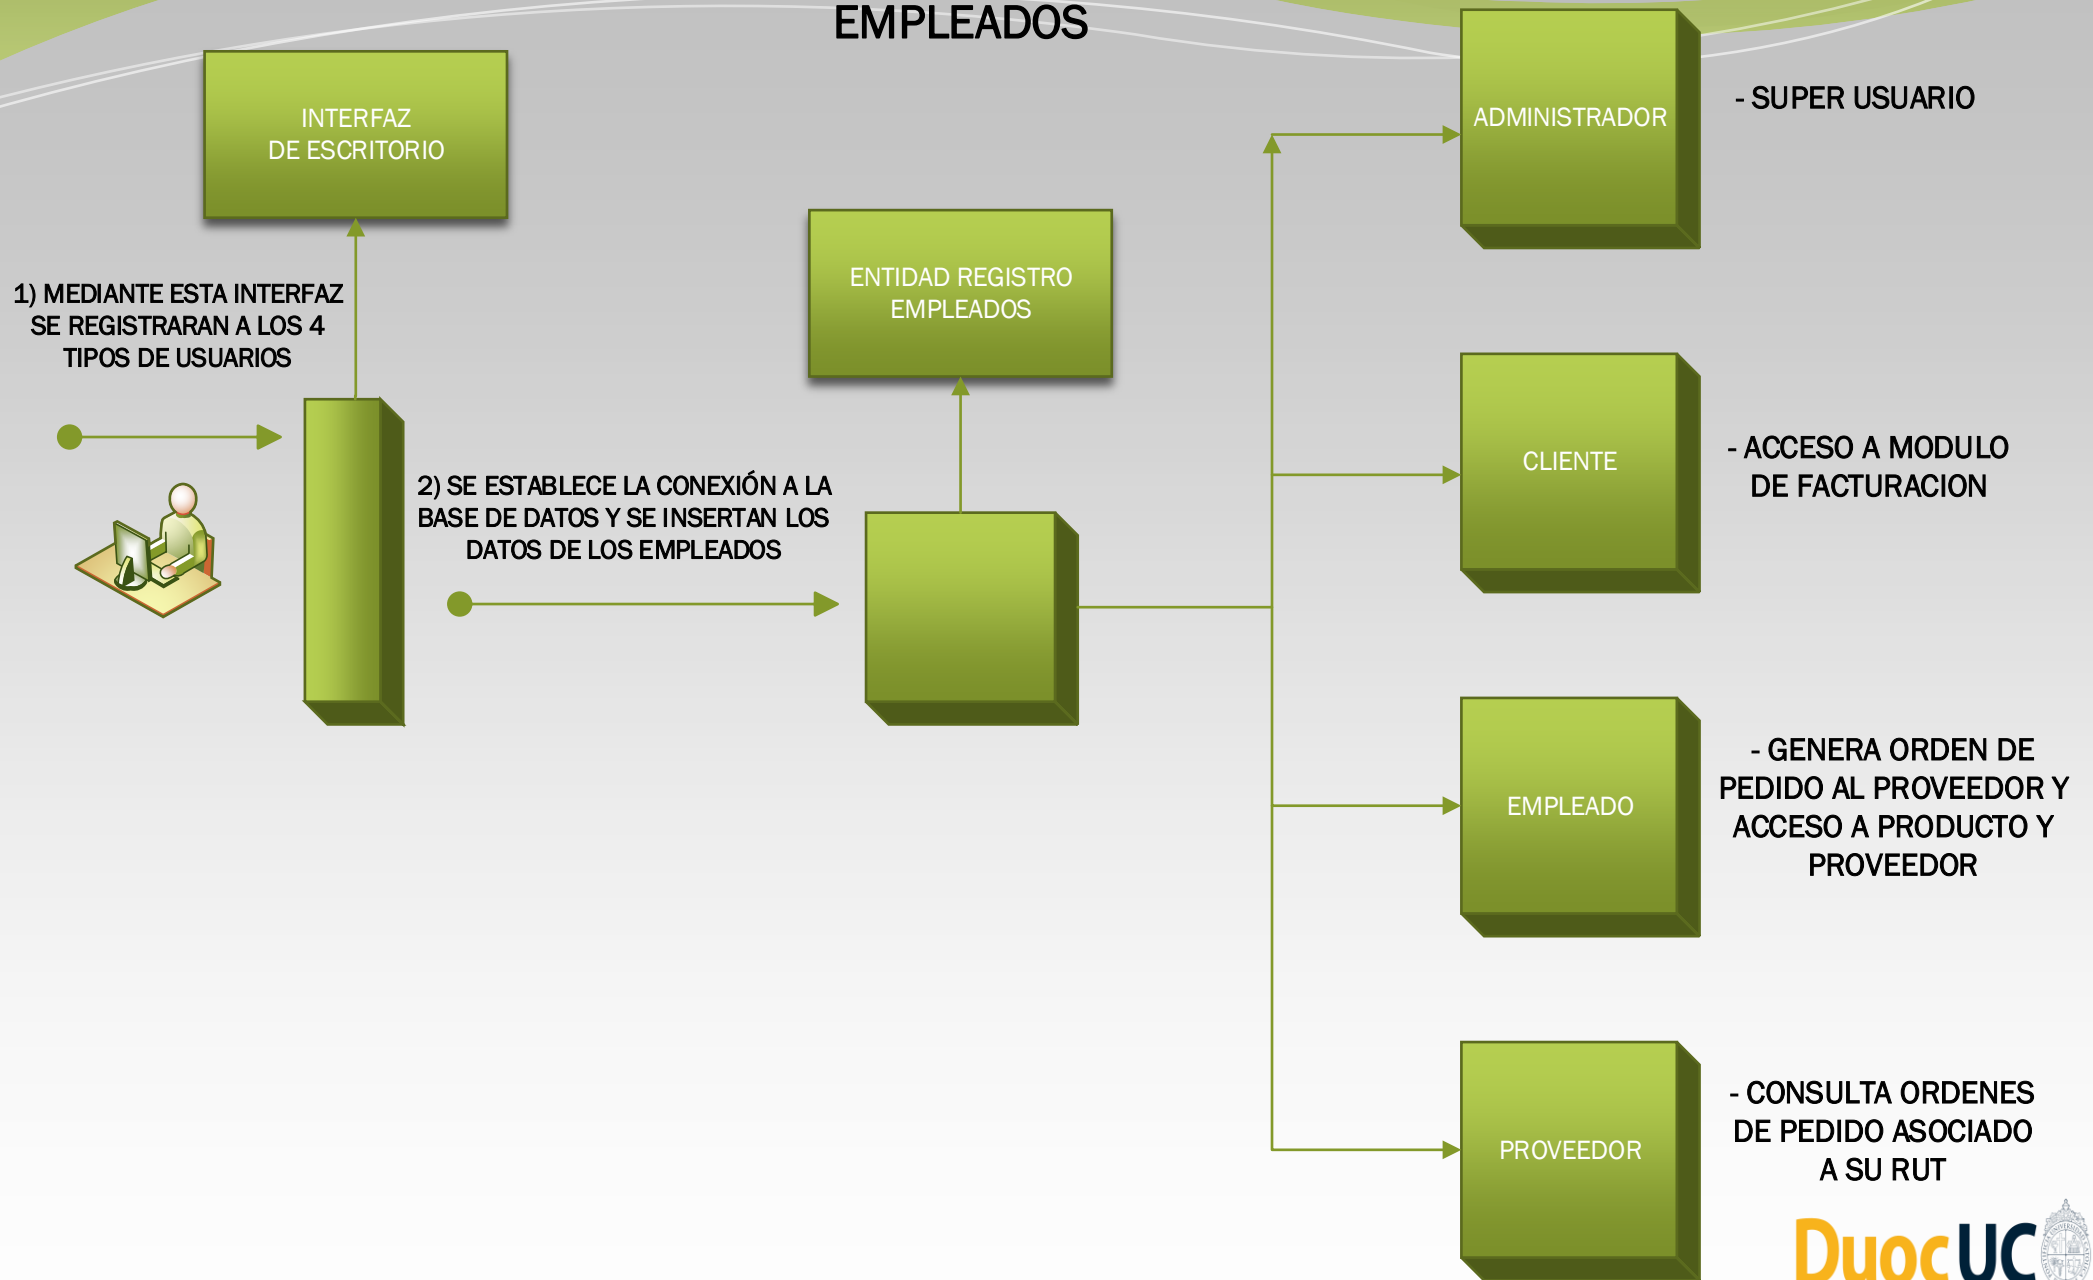 EMPLEADOS
INTERFAZ
DE ESCRITORIO
1) MEDIANTE ESTA INTERFAZ
SE REGISTRARAN A LOS 4
TIPOS DE USUARIOS
2) SE ESTABLECE LA CONEXIÓN A LA
BASE DE DATOS Y SE INSERTAN LOS
DATOS DE LOS EMPLEADOS
ENTIDAD REGISTRO
EMPLEADOS
ADMINISTRADOR
- SUPER USUARIO
CLIENTE
- ACCESO A MODULO
DE FACTURACION
EMPLEADO
- GENERA ORDEN DE
PEDIDO AL PROVEEDOR Y
ACCESO A PRODUCTO Y
PROVEEDOR
PROVEEDOR
- CONSULTA ORDENES
DE PEDIDO ASOCIADO
A SU RUT
Duoc UC